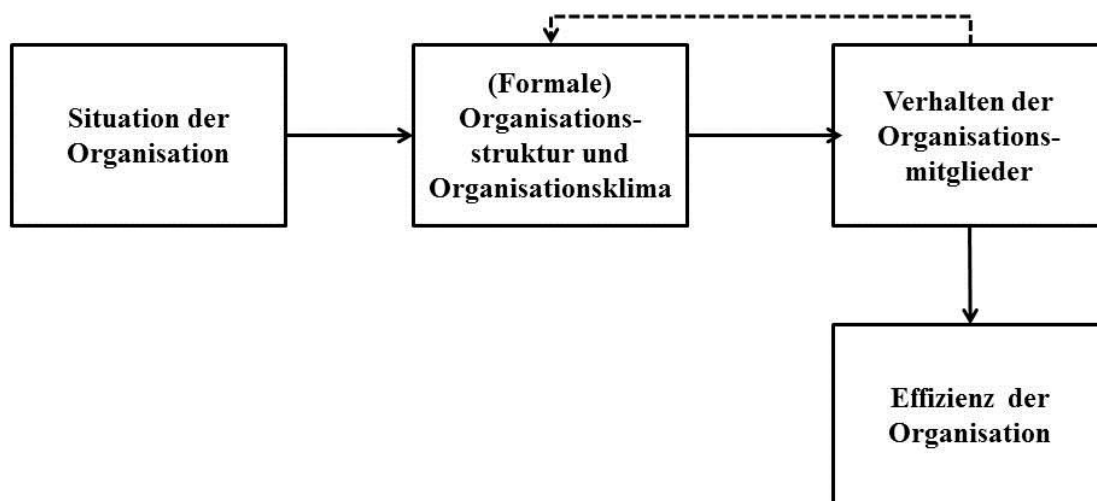 Situation der
Organisation
(Formale)
Organisations-
struktur und
Organisationsklima
Verhalten der
Organisations-
mitglieder
Effizienz der
Organisation